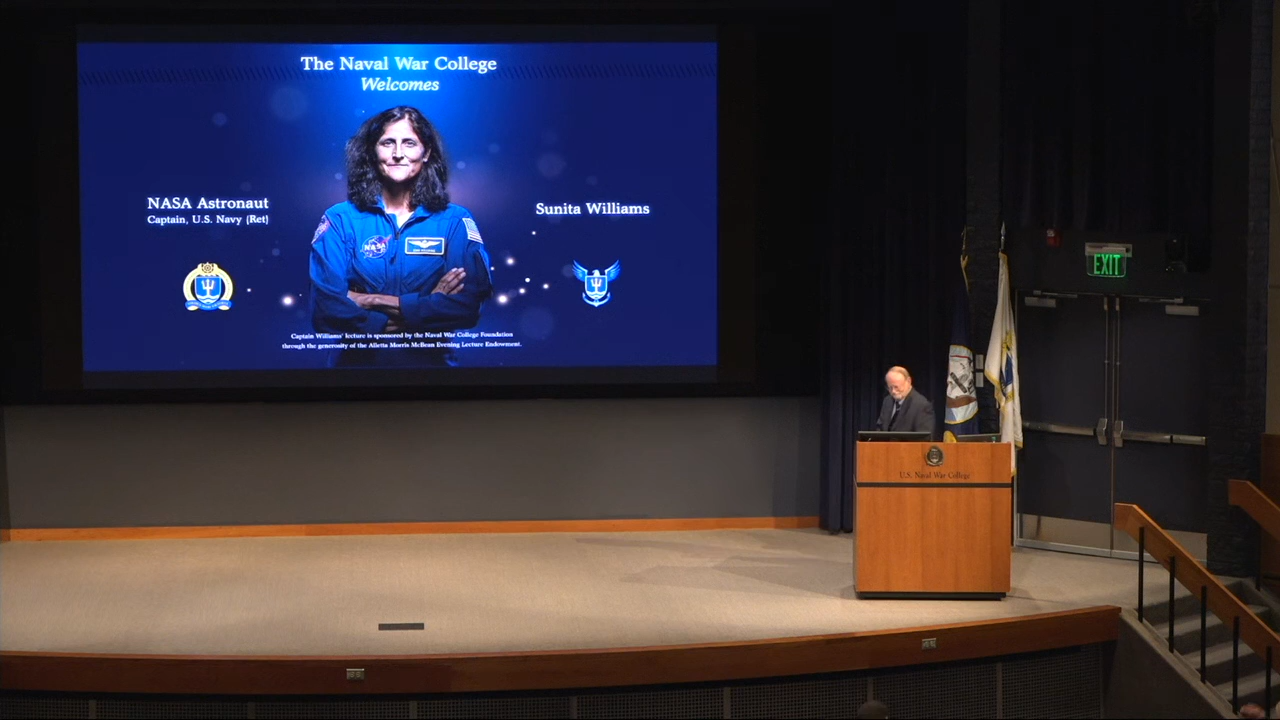 The Naval War College
Welcomes
NASA Astronaut
Captain, U.S. Navy (Ret)
Sunita Williams
NASA
Captain Williams' lecture is sponsored by the Naval War College Foundation
through the generosity of the Alletta Morris McBean Evening Lecture Endowment.
EXIT
U.S. Naval War College